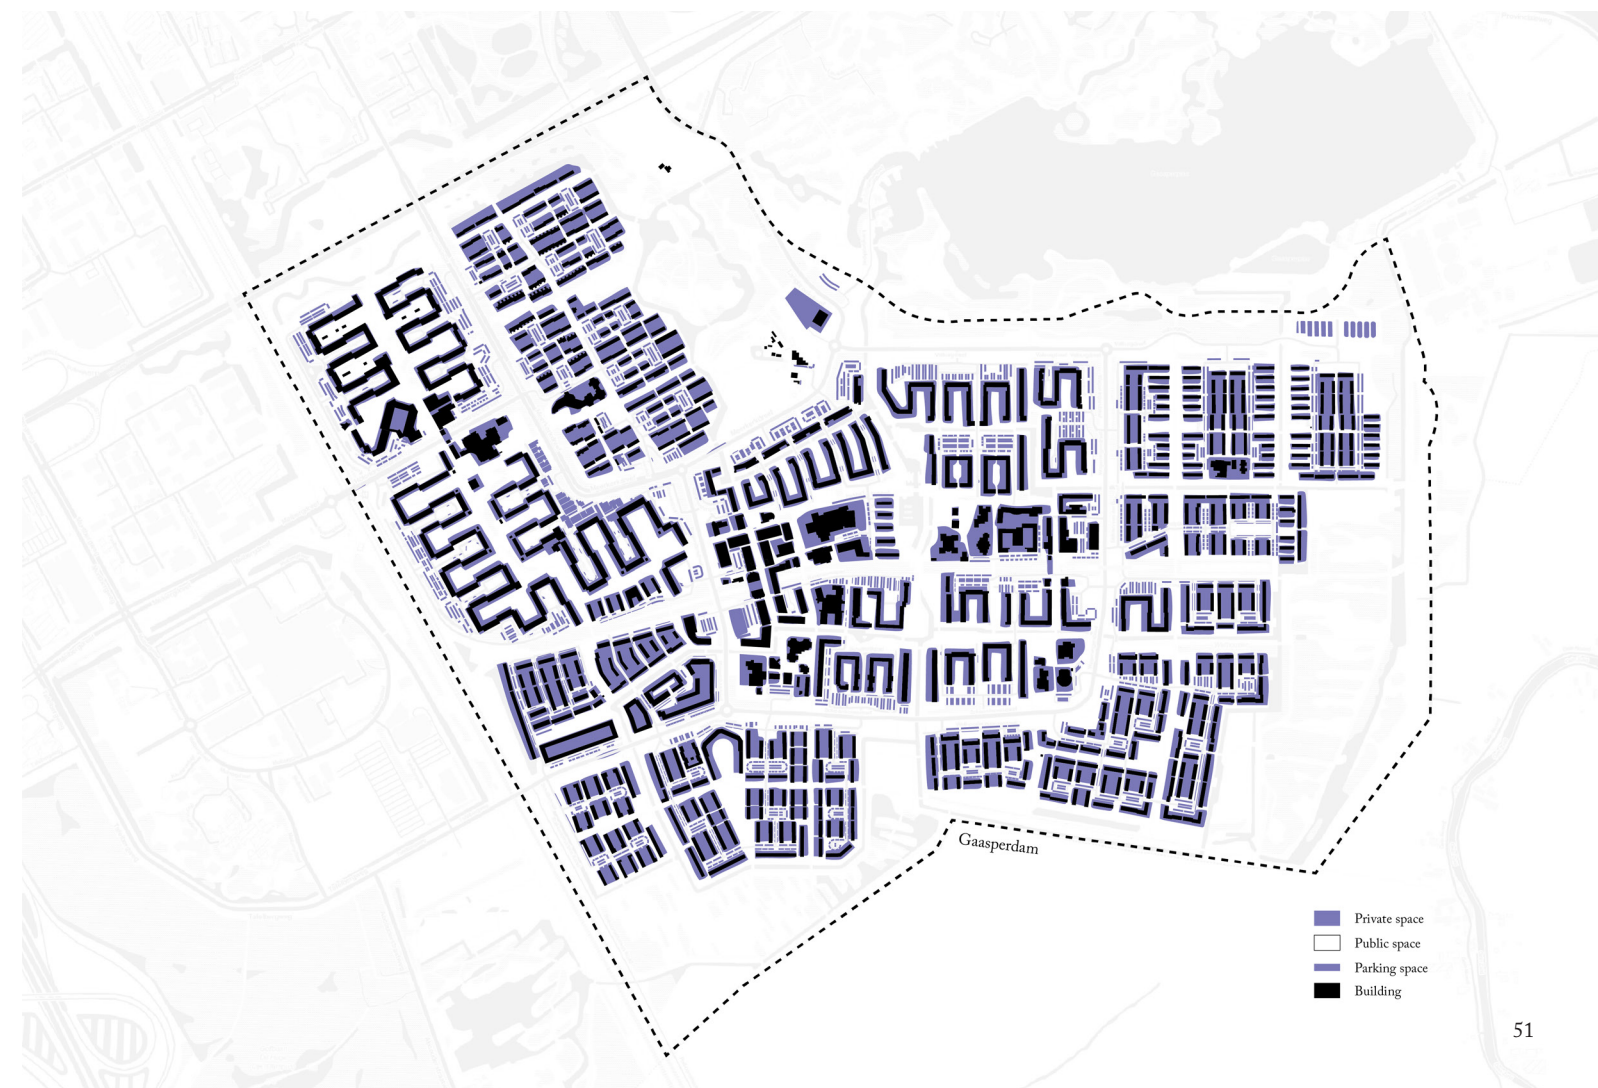 Gaasperdam
Private space
Public space
Parking space
Building
51